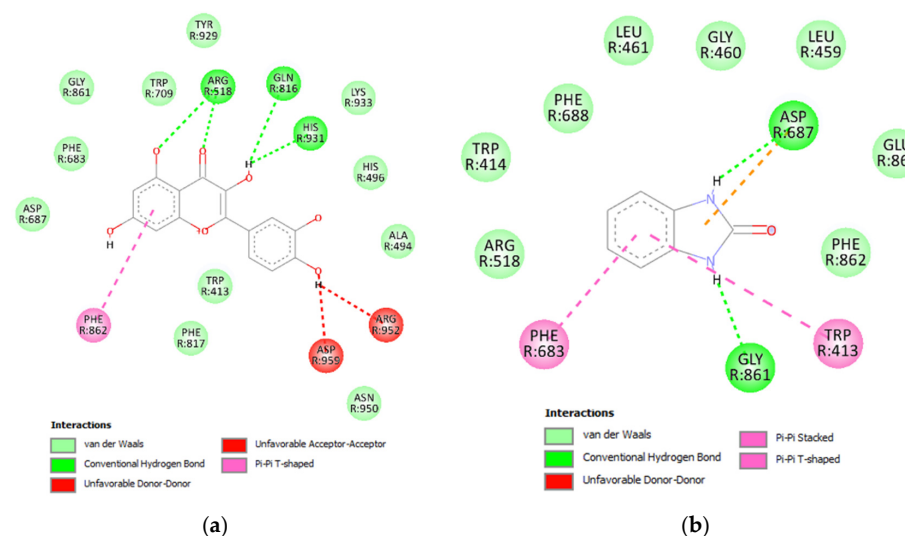 TYR
R:929
GLY
R:861
TRP
R:709
ARG
R:518
GLN
R:816
LYS
R:933
HIS
R:931
PHE
R:683
HIS
R:496
ASP
R:687
ALA
R:494
TRP
R:413
PHE
R:862
PHE
R:817
ARG
R:952
ASP
R:959
ASN
R:950
O
O
O
H
O
H
O
O
O
H
Interactions
van der Waals
Conventional Hydrogen Bond
Unfavorable Donor-Donor
Unfavorable Acceptor-Acceptor
Pi-Pi T-shaped
(a)
LEU
R:461
GLY
R:460
LEU
R:459
PHE
R:688
ASP
R:687
TRP
R:414
GLU
R:86
ARG
R:518
PHE
R:862
PHE
R:683
TRP
R:413
GLY
R:861
H
N
O
N
H
Interactions
van der Waals
Conventional Hydrogen Bond
Unfavorable Donor-Donor
Pi-Pi Stacked
Pi-Pi T-shaped
(b)